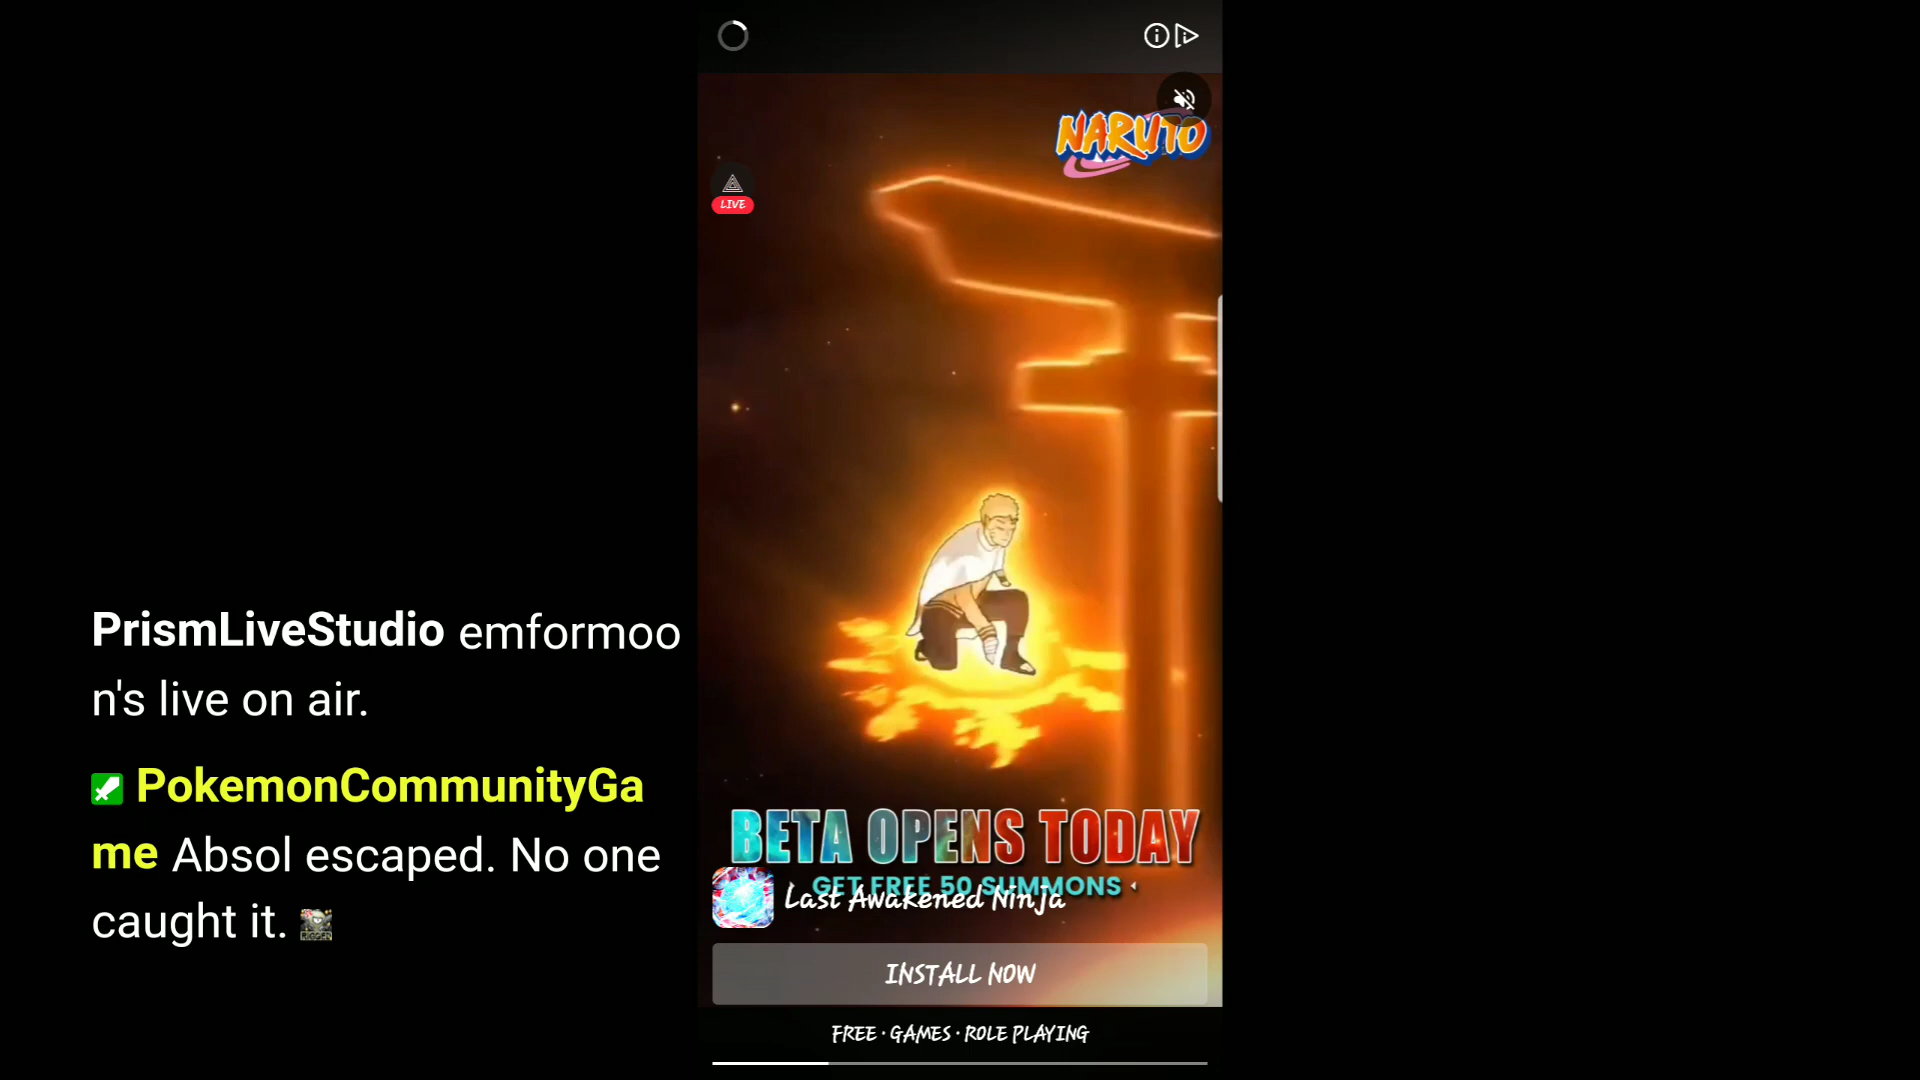 NARUTO
LIVE
PrismLiveStudio emformoo
n's live on air.
PokemonCommunityGa
me Absol escaped. No one
caught it.
BETA OPENS TODAY
GET FREE 50 SUMMONS
Last Awakened Ninja
INSTALL NOW
FREE · GAMES · ROLE PLAYING